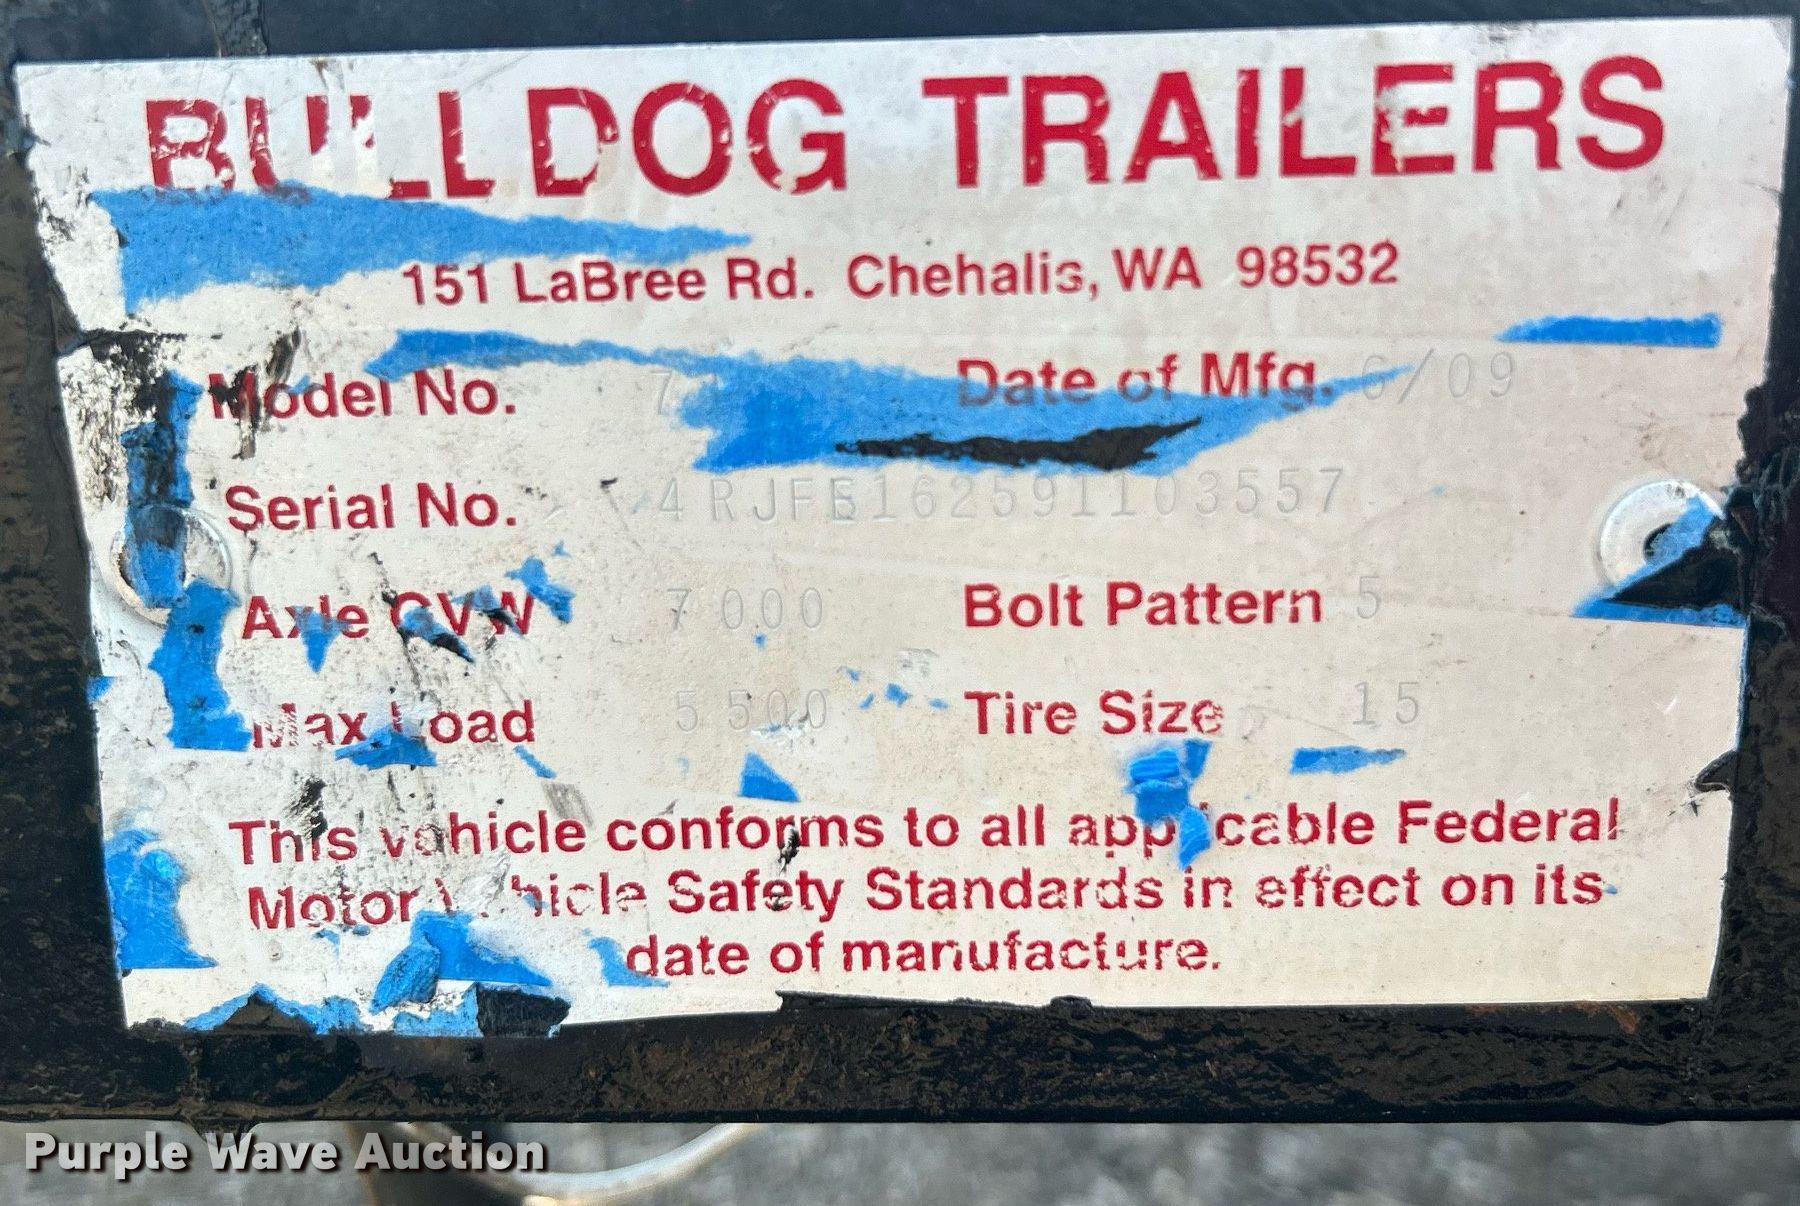 BULLDOG TRAILERS
151 LaBree Rd. Chehalis, WA 98532
Model No. 7 Date of Mfg. 6/09
Serial No. 4RJFE162591103557
Axle GVW 7000 Bolt Pattern 5
Max Load 5500 Tire Size 15
This vehicle conforms to all applicable Federal
Motor Vehicle Safety Standards in effect on its
date of manufacture.
Purple Wave Auction